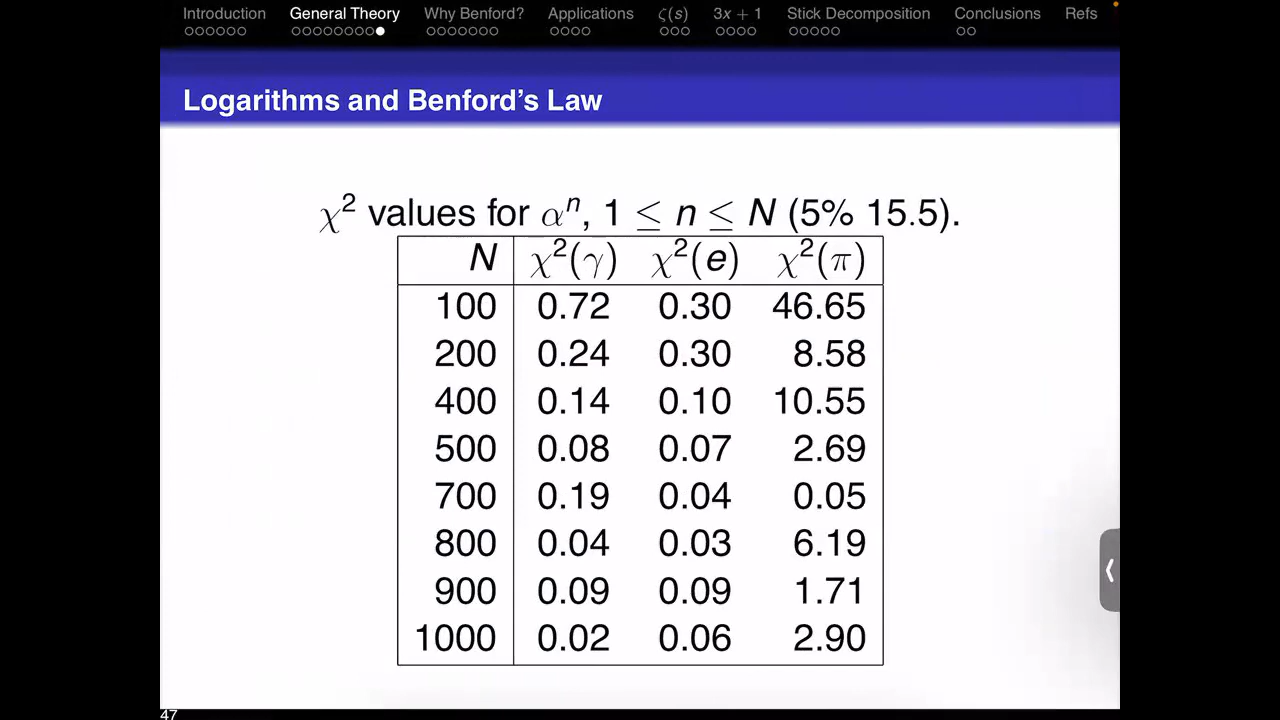 Introduction General Theory Why Benford? Applications ζ(s) 3x + 1 Stick Decomposition Conclusions Refs
Logarithms and Benford's Law
χ² values for αⁿ, 1 ≤ n ≤ N (5% 15.5).
N χ²(γ) χ²(e) χ²(π)
100 0.72 0.30 46.65
200 0.24 0.30 8.58
400 0.14 0.10 10.55
500 0.08 0.07 2.69
700 0.19 0.04 0.05
800 0.04 0.03 6.19
900 0.09 0.09 1.71
1000 0.02 0.06 2.90
47